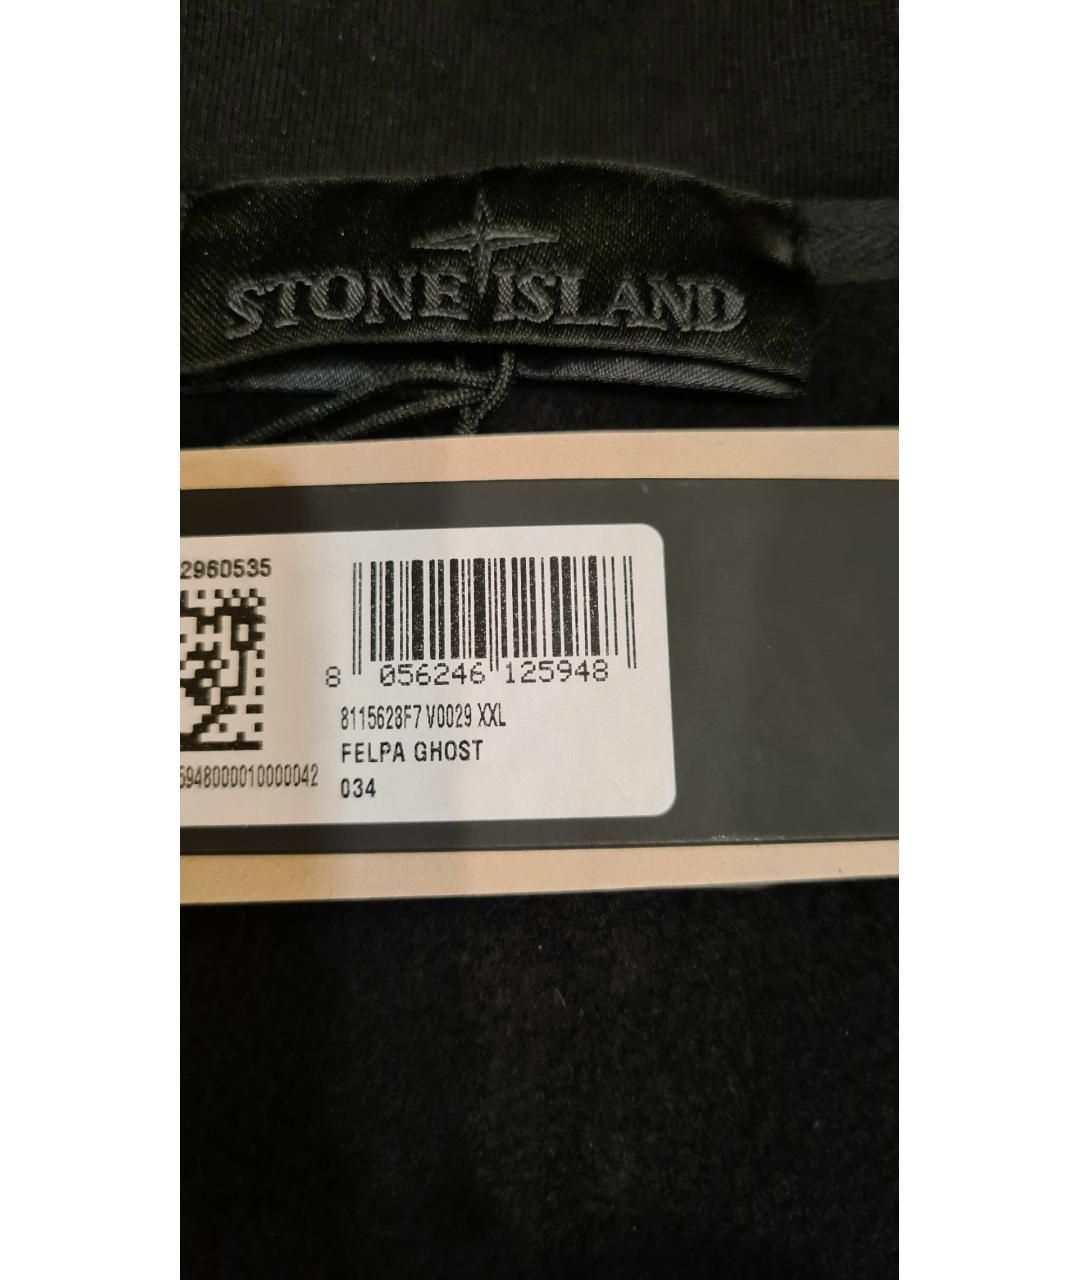 STONE ISLAND
2960535
8 056246 125948
8115628F7 V0029 XXL
FELPA GHOST
5948000010000042
034